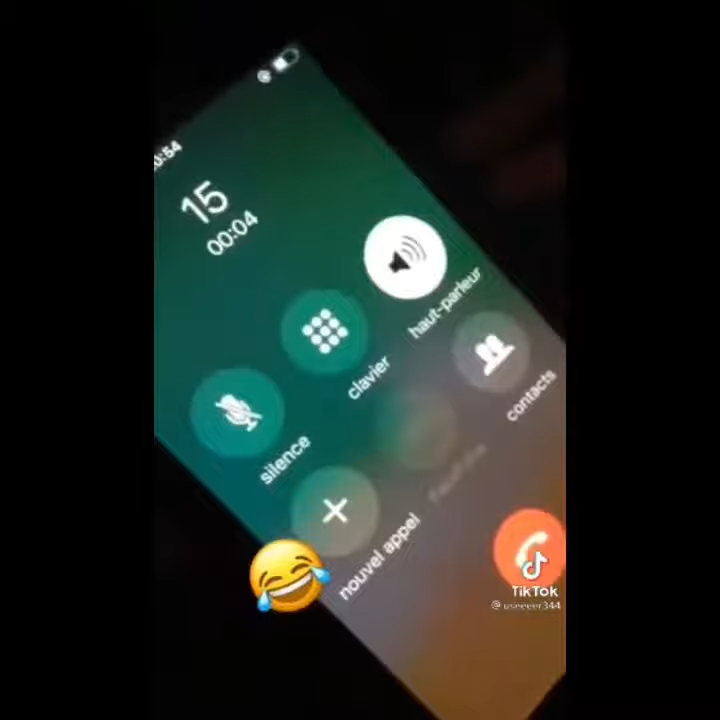 15
00:04
haut-parleur
clavier
silence
contacts
nouvel appel
TikTok